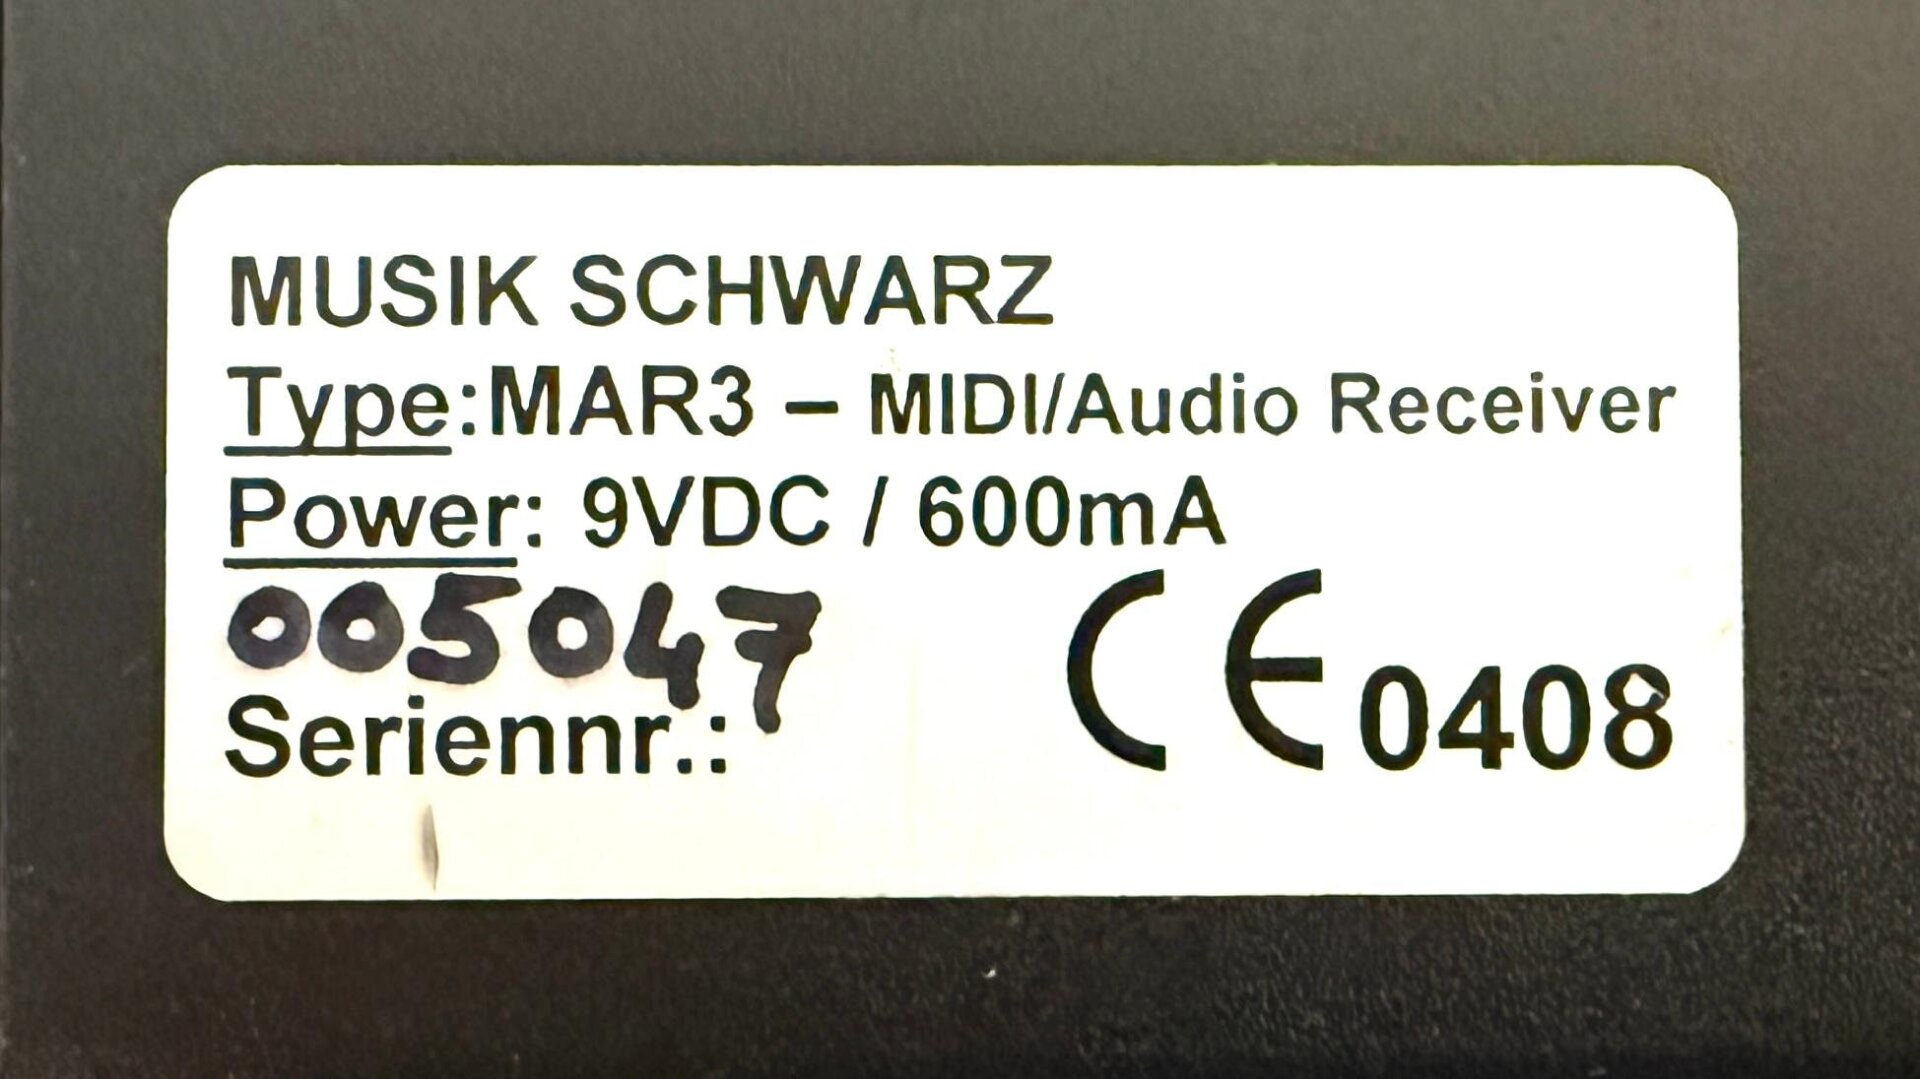 MUSIK SCHWARZ
Type:MAR3 – MIDI/Audio Receiver
Power: 9VDC / 600mA
005047
Seriennr.:
CE 0408